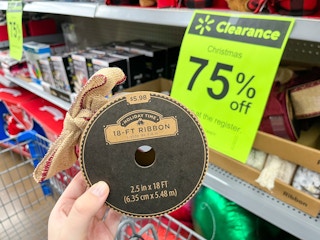 Clearance
Christmas
75%
off
at the register
$5.98
HOLIDAY TIME
18-FT RIBBON
2.5 in x 18 FT
(6.35 cm x 5.48 m)